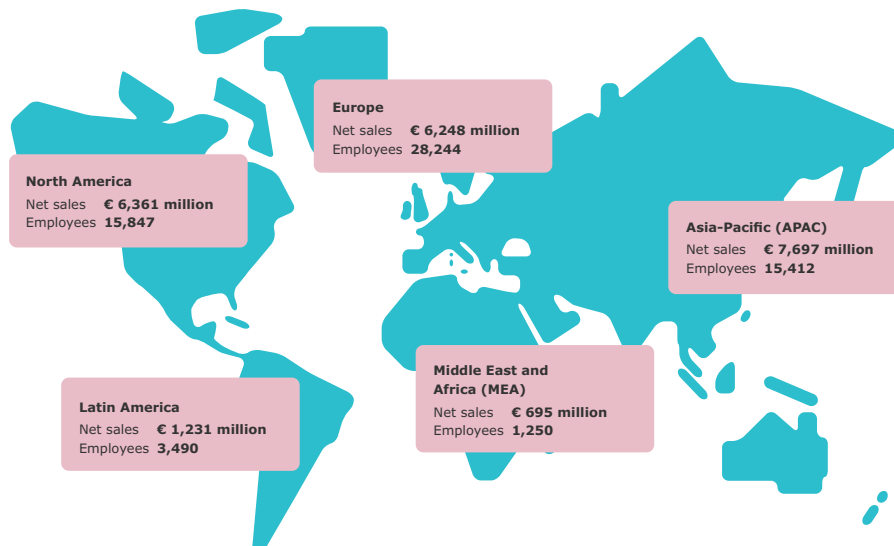 Europe
Net sales € 6,248 million
Employees 28,244
North America
Net sales € 6,361 million
Employees 15,847
Asia-Pacific (APAC)
Net sales € 7,697 million
Employees 15,412
Middle East and
Africa (MEA)
Net sales € 695 million
Employees 1,250
Latin America
Net sales € 1,231 million
Employees 3,490